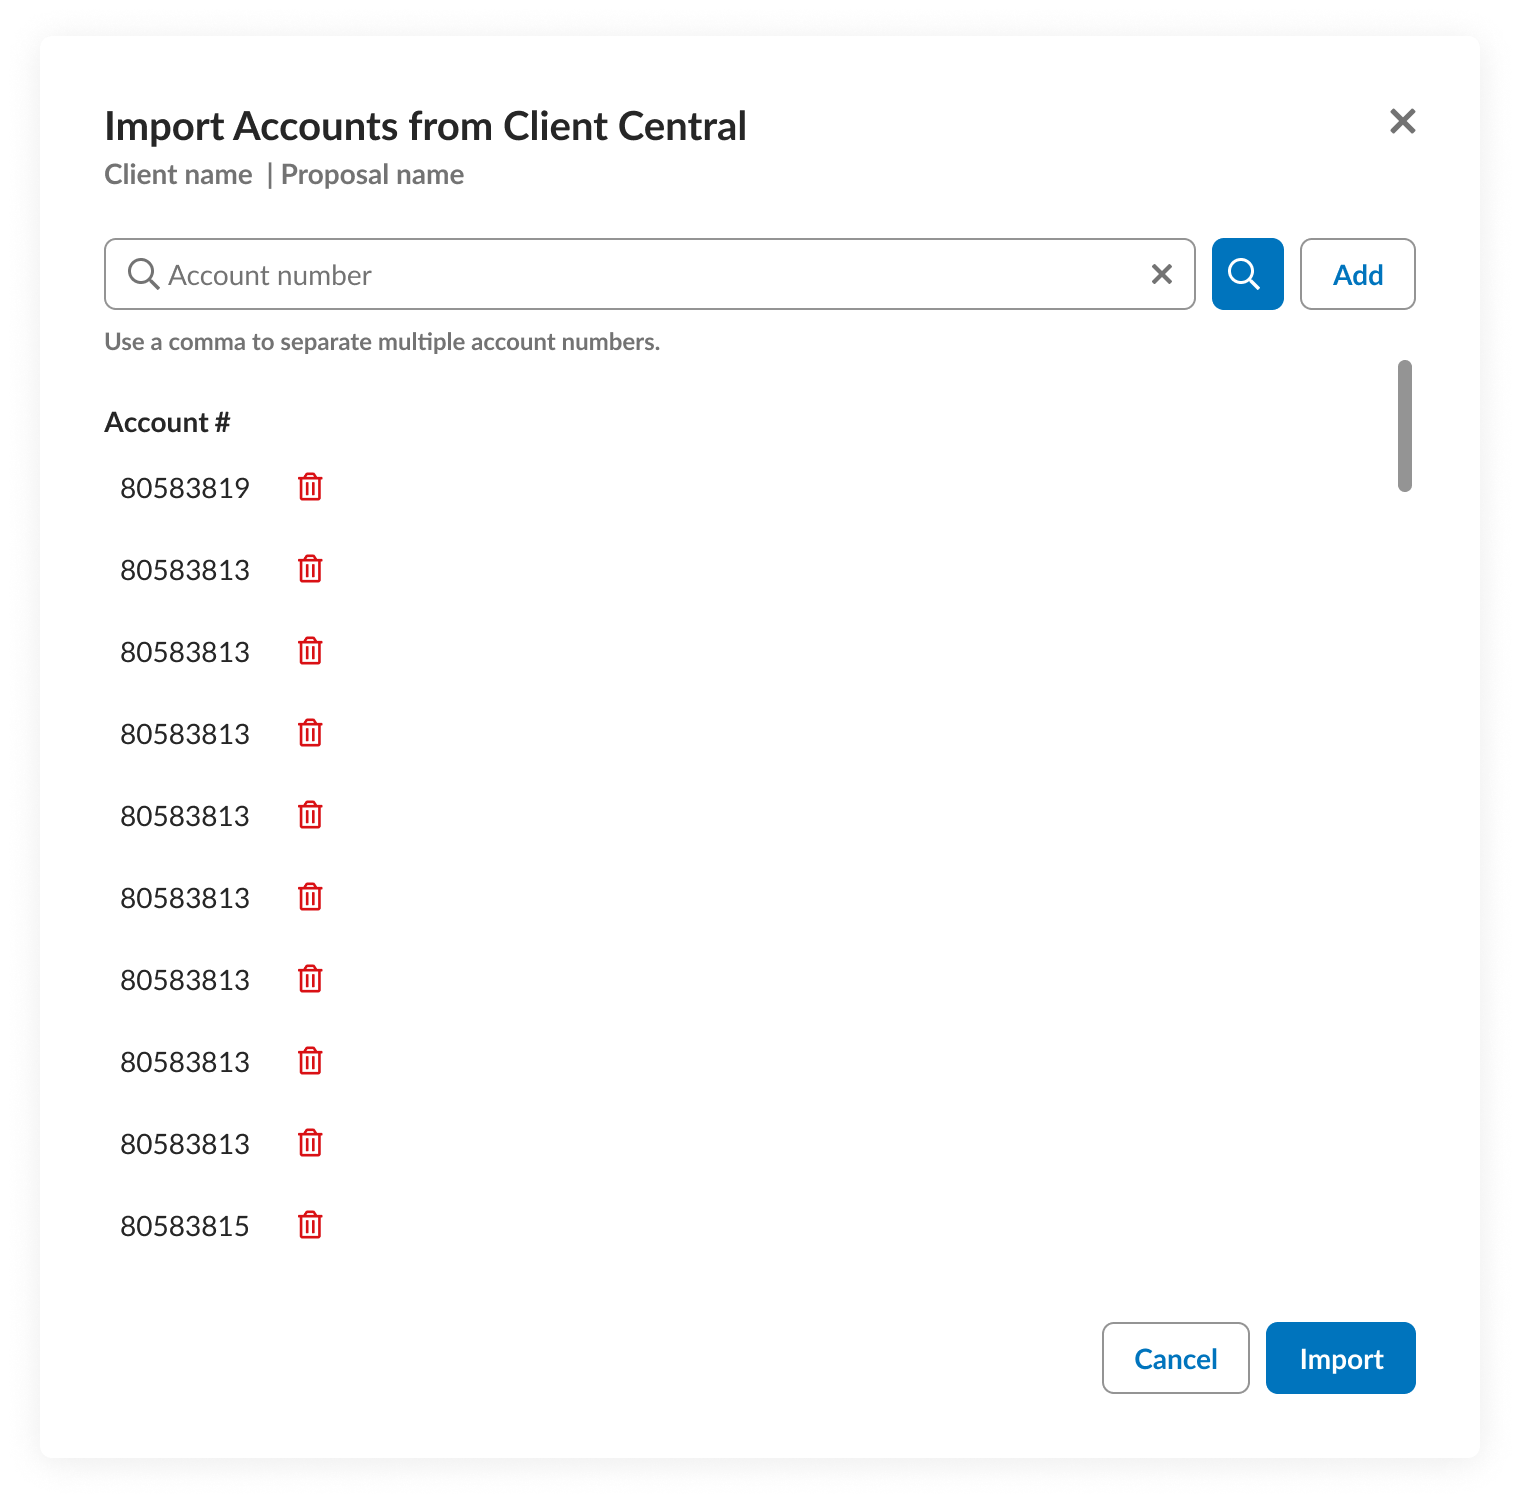 Import Accounts from Client Central
Client name | Proposal name
Account number
Add
Use a comma to separate multiple account numbers.
Account #
80583819
80583813
80583813
80583813
80583813
80583813
80583813
80583813
80583813
80583815
Cancel
Import